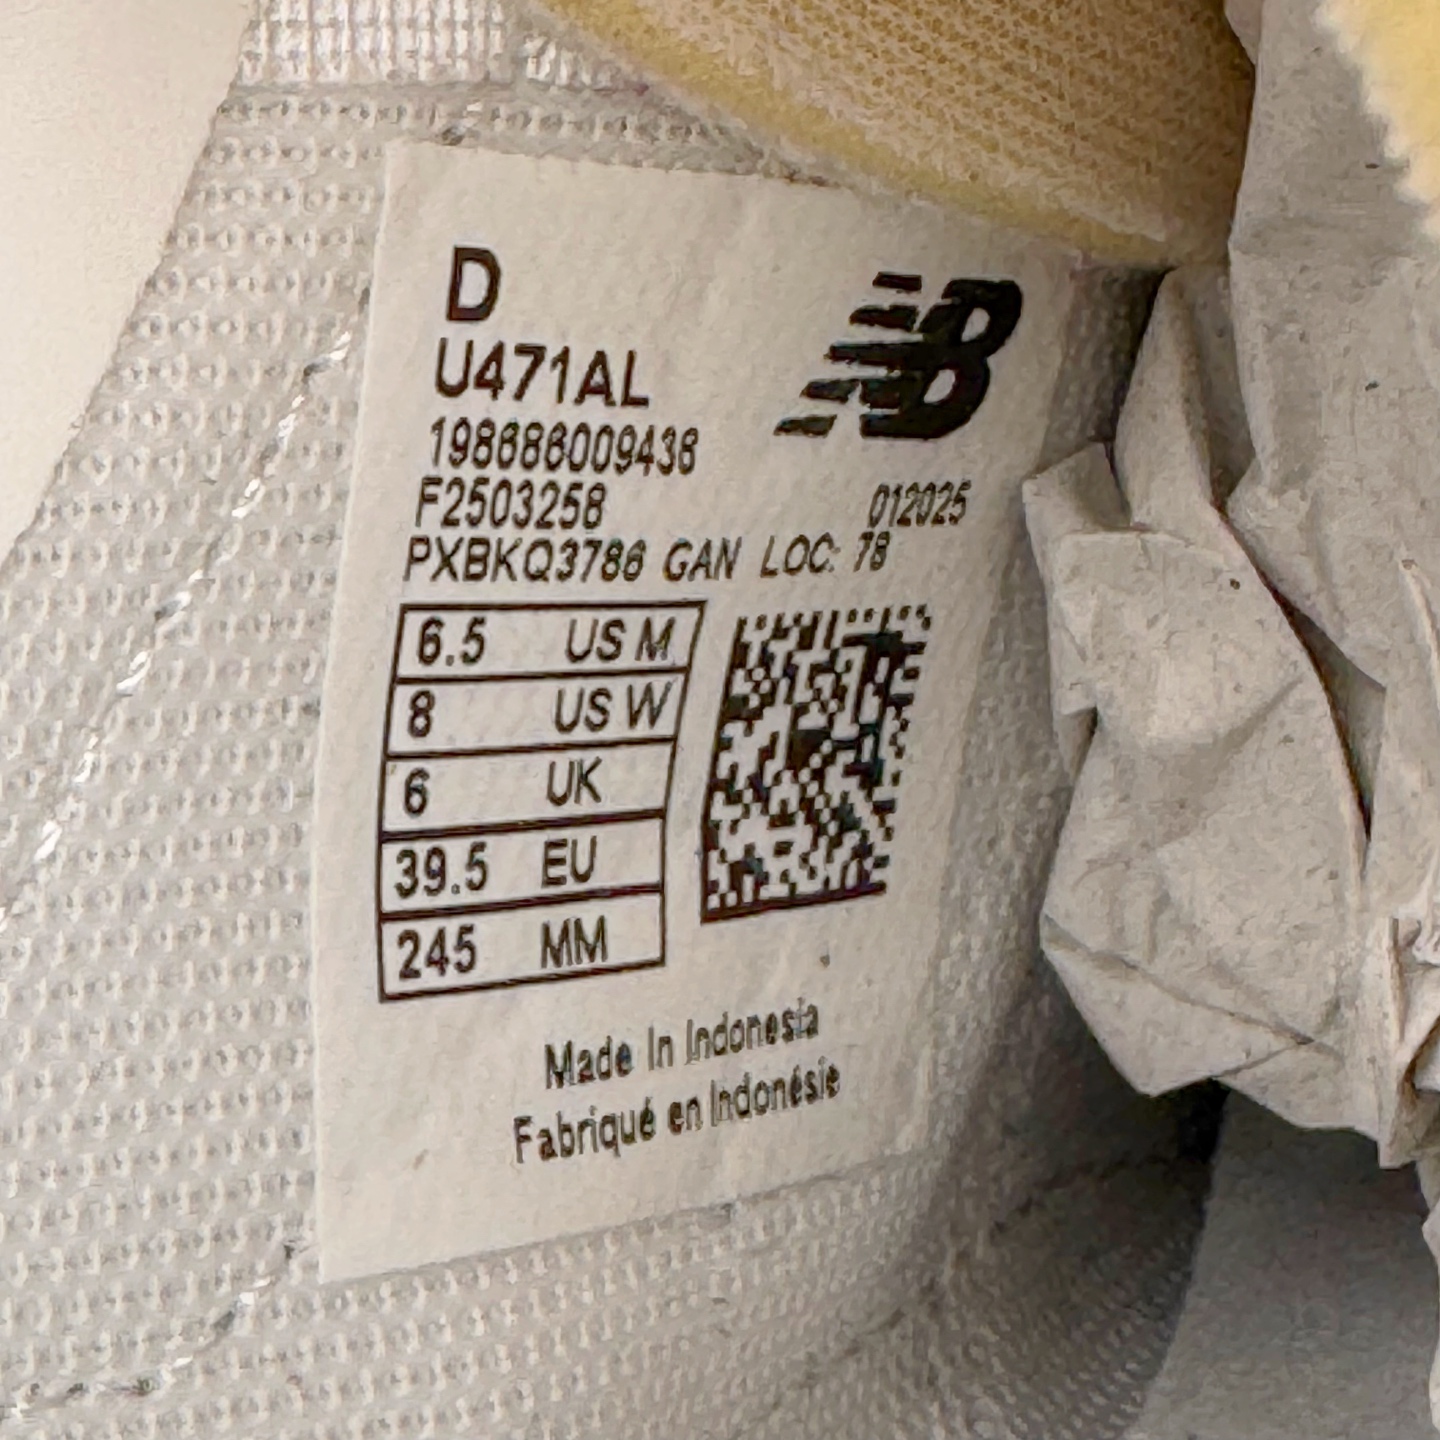 D
NB
U471AL
198686009436
F2503258 012025
PXBKQ3786 GAN LOC: 78
6.5 US M
8 US W
6 UK
39.5 EU
245 MM
Made In Indonesia
Fabriqué en Indonésie